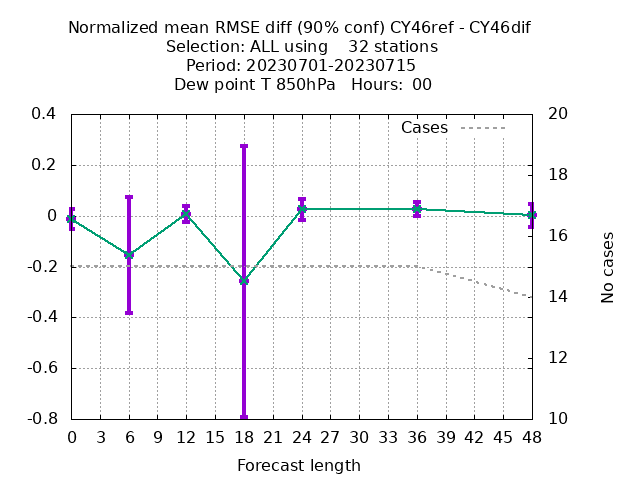 Normalized mean RMSE diff (90% conf) CY46ref - CY46dif
Selection: ALL using    32 stations
Period: 20230701-20230715
Dew point T 850hPa   Hours:  00
0.4
0.2
0
-0.2
-0.4
-0.6
-0.8
Cases
20
18
16
14
12
10
No cases
0 3 6 9 12 15 18 21 24 27 30 33 36 39 42 45 48
Forecast length